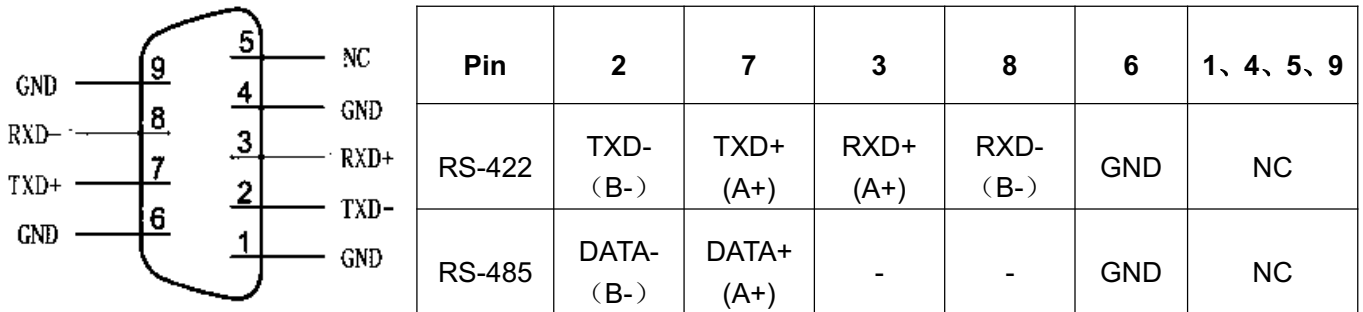 5 NC
GND 9
4 GND
RXD- 8
3 RXD+
TXD+ 7
2 TXD-
GND 6
1 GND
Pin 2 7 3 8 6 1、4、5、9
RS-422 TXD-（B-） TXD+(A+) RXD+(A+) RXD-（B-） GND NC
RS-485 DATA-（B-） DATA+(A+) - - GND NC